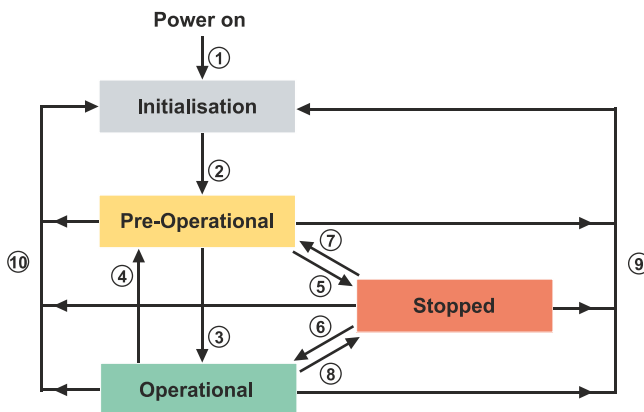 Power on
①
Initialisation
②
Pre-Operational
⑦
④
⑤
⑩
⑨
Stopped
③
⑥
⑧
Operational